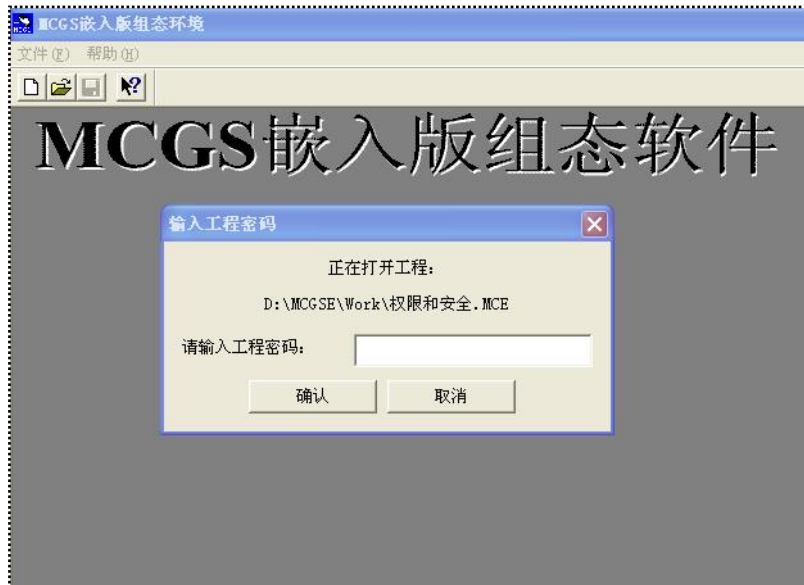 MCGS嵌入版组态环境
文件(F) 帮助(H)
MCGS嵌入版组态软件
输入工程密码
正在打开工程：
D:\MCGSE\Work\权限和安全.MCE
请输入工程密码：
确认 取消